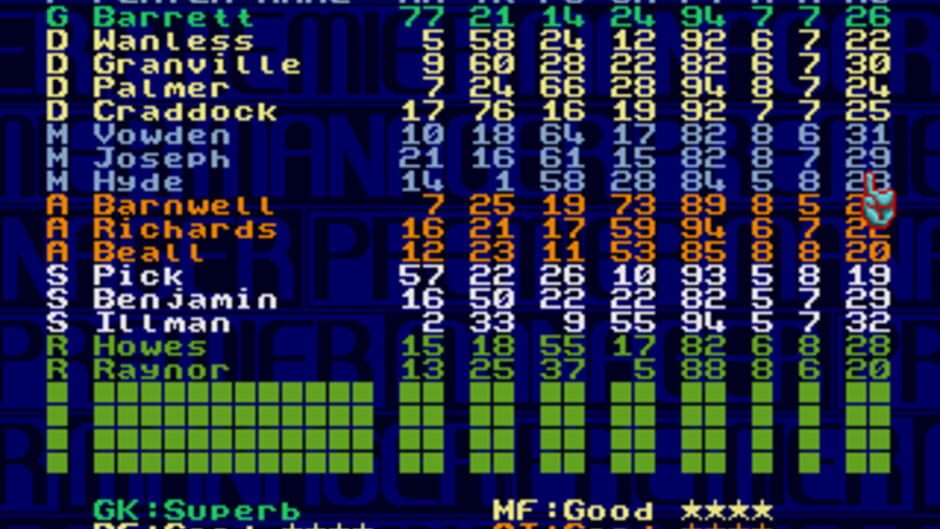 G Barrett 77 21 14 24 94 7 7 26
D Wanless 5 58 24 12 92 6 7 22
D Granville 9 60 28 22 82 6 7 30
D Palmer 7 24 66 28 94 8 7 24
D Craddock 17 76 16 19 92 7 7 25
M Vowden 10 18 64 17 82 8 6 31
M Joseph 21 16 61 15 82 8 7 29
M Hyde 14 1 58 28 84 5 8
A Barnwell 7 25 19 73 89 8 5
A Richards 16 21 17 59 94 6 7
A Beall 12 23 11 53 85 8 8 20
S Pick 57 22 26 10 93 5 8 19
S Benjamin 16 50 22 22 82 5 7 29
S Illman 2 33 9 55 94 5 7 32
R Howes 15 18 55 17 82 6 8 28
R Raynor 13 25 37 5 88 8 6 20
GK:Superb MF:Good ★★★★